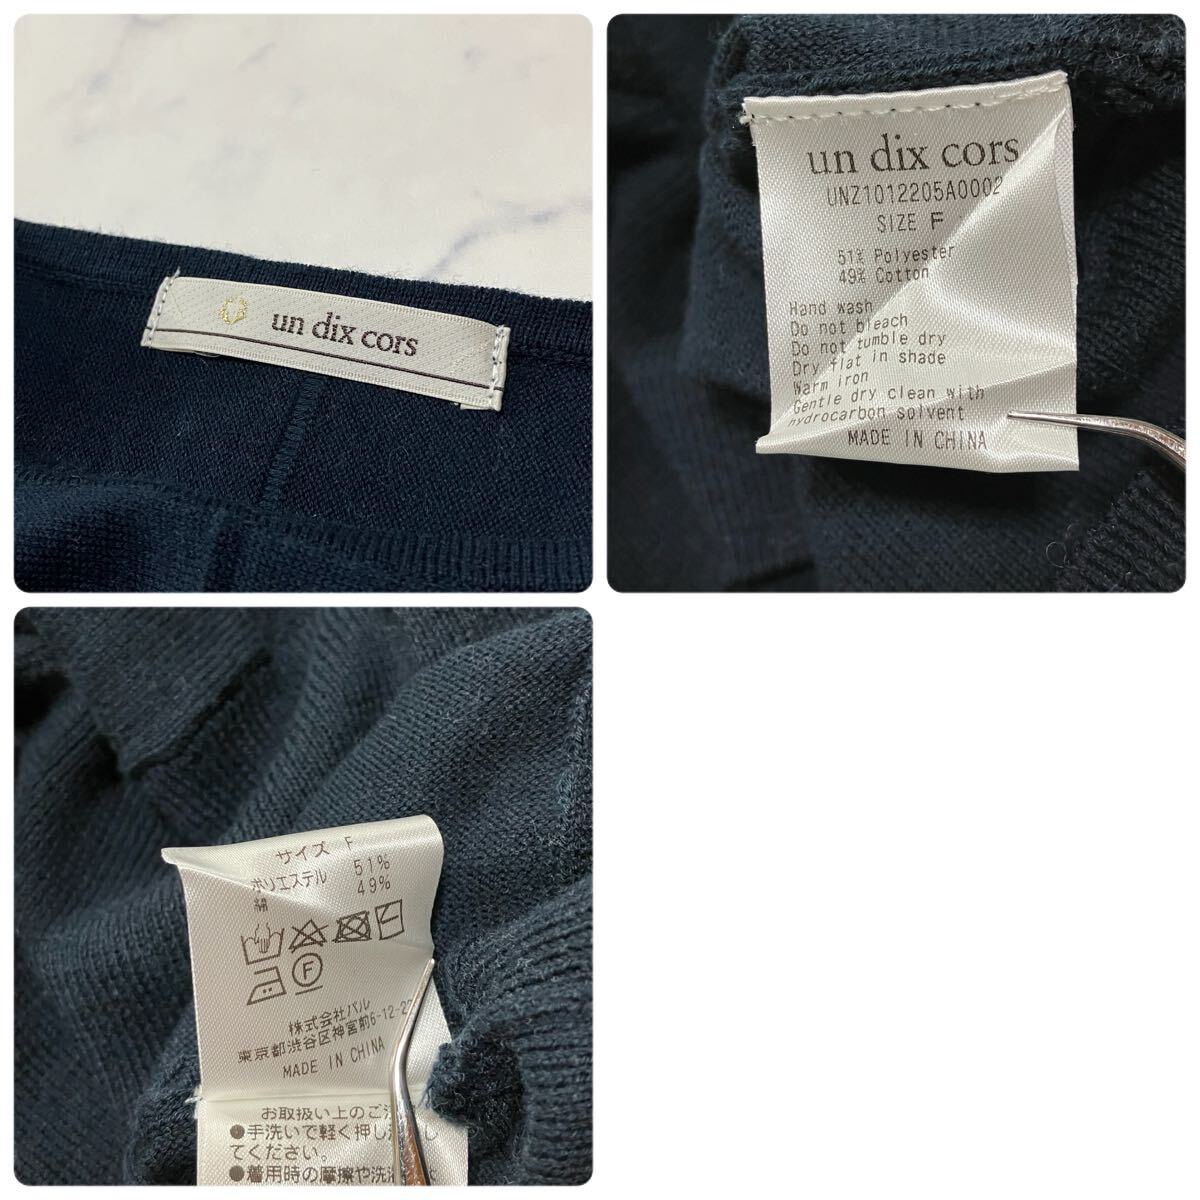 un dix cors
un dix cors
UNZ1012205A0002
SIZE F
51% Polyester
49% Cotton
Hand wash
Do not bleach
Do not tumble dry
Dry flat in shade
Warm iron
Gentle dry clean with
hydrocarbon solvent
MADE IN CHINA
サイズ F
ポリエステル 51%
綿 49%
F
株式会社パル
東京都渋谷区神宮前6-12-22
MADE IN CHINA
お取扱い上のご注
●手洗いで軽く押し洗いし
てください。
●着用時の摩擦や洗濯